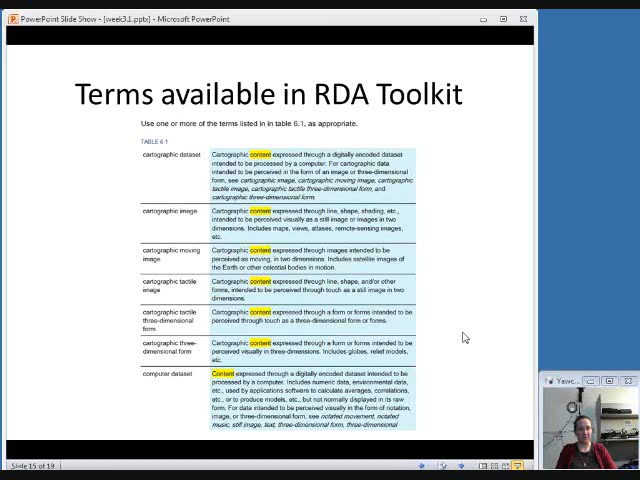 PowerPoint Slide Show - [week3.1.pptx] - Microsoft PowerPoint
Terms available in RDA Toolkit
Use one or more of the terms listed in in table 6.1, as appropriate.
TABLE 6.1
cartographic dataset
Cartographic content expressed through a digitally encoded dataset
intended to be processed by a computer. For cartographic data
intended to be perceived in the form of an image or three-dimensional
form, see cartographic image, cartographic moving image, cartographic
tactile image, cartographic tactile three-dimensional form, and
cartographic three-dimensional form.
cartographic image
Cartographic content expressed through line, shape, shading, etc.,
intended to be perceived visually as a still image or images in two
dimensions. Includes maps, views, atlases, remote-sensing images,
etc.
cartographic moving
image
Cartographic content expressed through images intended to be
perceived as moving, in two dimensions. Includes satellite images of
the Earth or other celestial bodies in motion.
cartographic tactile
image
Cartographic content expressed through line, shape, and/or other
forms, intended to be perceived through touch as a still image in two
dimensions.
cartographic tactile
three-dimensional
form
Cartographic content expressed through a form or forms intended to be
perceived through touch as a three-dimensional form or forms.
cartographic three-
dimensional form
Cartographic content expressed through a form or forms intended to be
perceived visually in three-dimensions. Includes globes, relief models,
etc.
computer dataset
Content expressed through a digitally encoded dataset intended to be
processed by a computer. Includes numeric data, environmental data,
etc., used by applications software to calculate averages, correlations,
etc., or to produce models, etc., but not normally displayed in its raw
form. For data intended to be perceived visually in the form of notation,
image, or three-dimensional form, see notated movement, notated
music, still image, text, three-dimensional form, three-dimensional
Slide 15 of 19
Yawc...